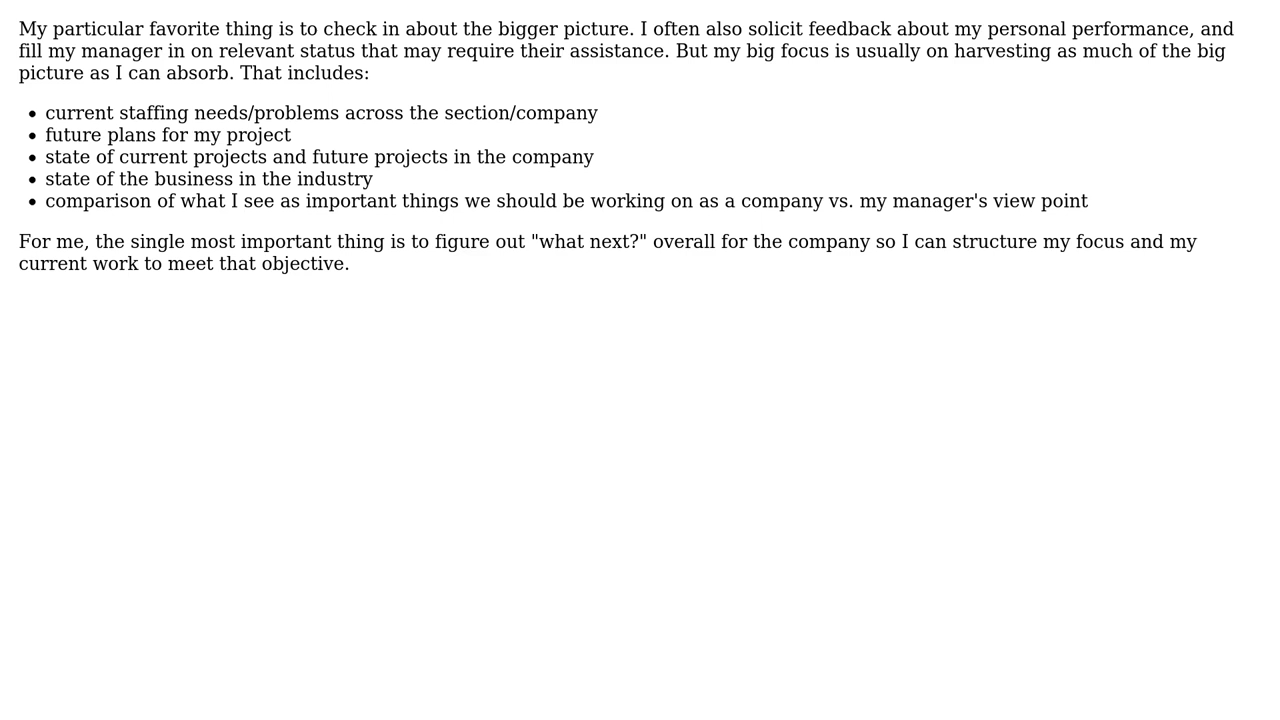 My particular favorite thing is to check in about the bigger picture. I often also solicit feedback about my personal performance, and
fill my manager in on relevant status that may require their assistance. But my big focus is usually on harvesting as much of the big
picture as I can absorb. That includes:
• current staffing needs/problems across the section/company
• future plans for my project
• state of current projects and future projects in the company
• state of the business in the industry
• comparison of what I see as important things we should be working on as a company vs. my manager's view point
For me, the single most important thing is to figure out "what next?" overall for the company so I can structure my focus and my
current work to meet that objective.